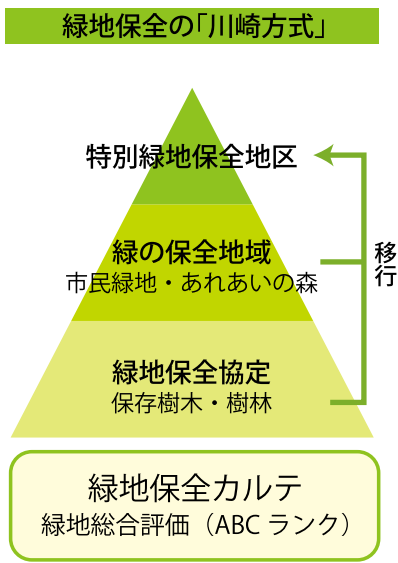 緑地保全の「川崎方式」
特別緑地保全地区
緑の保全地域
市民緑地・あれあいの森
移行
緑地保全協定
保存樹木・樹林
緑地保全カルテ
緑地総合評価（ABCランク）